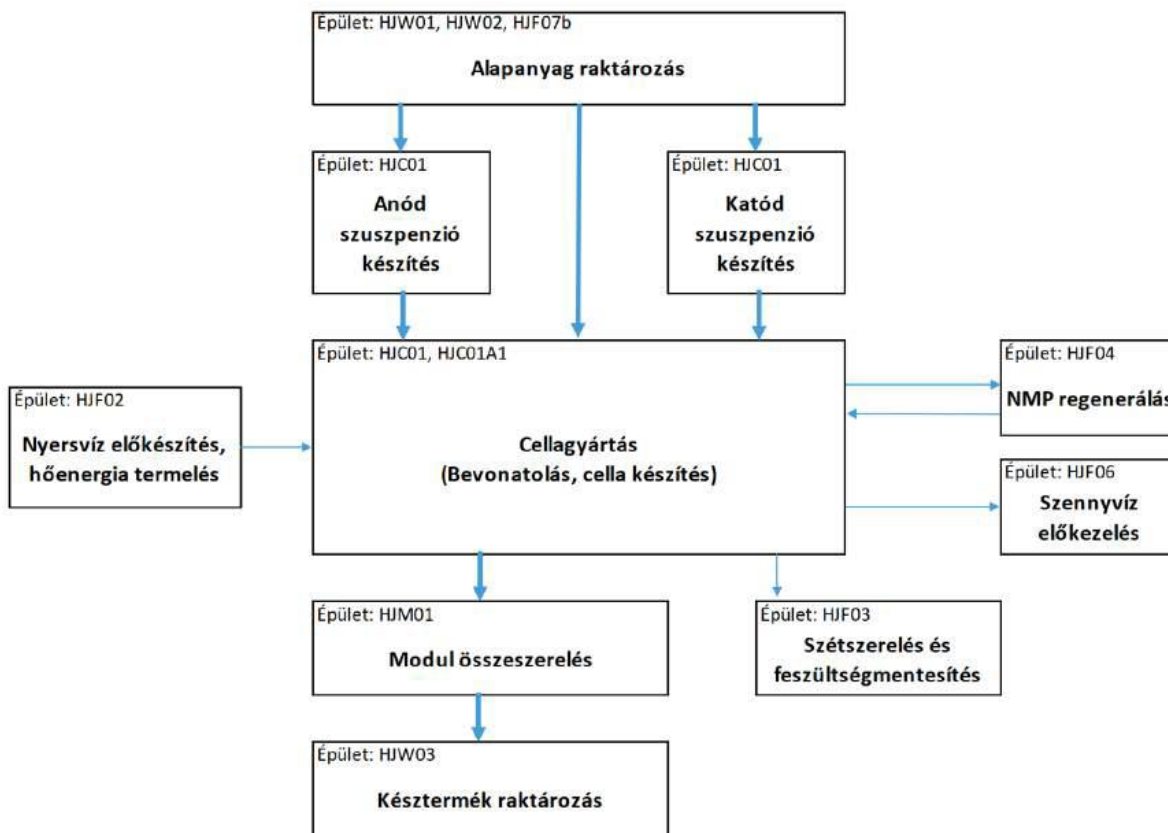 Épület: HJW01, HJW02, HJF07b
Alapanyag raktározás
Épület: HJC01
Anód
szuszpenzió
készítés
Épület: HJC01
Katód
szuszpenzió
készítés
Épület: HJC01, HJC01A1
Cellagyártás
(Bevonatolás, cella készítés)
Épület: HJF02
Nyersvíz előkészítés,
hőenergia termelés
Épület: HJF04
NMP regenerálás
Épület: HJF06
Szennyvíz
előkezelés
Épület: HJM01
Modul összeszerelés
Épület: HJF03
Szétszerelés és
feszültségmentesítés
Épület: HJW03
Késztermék raktározás